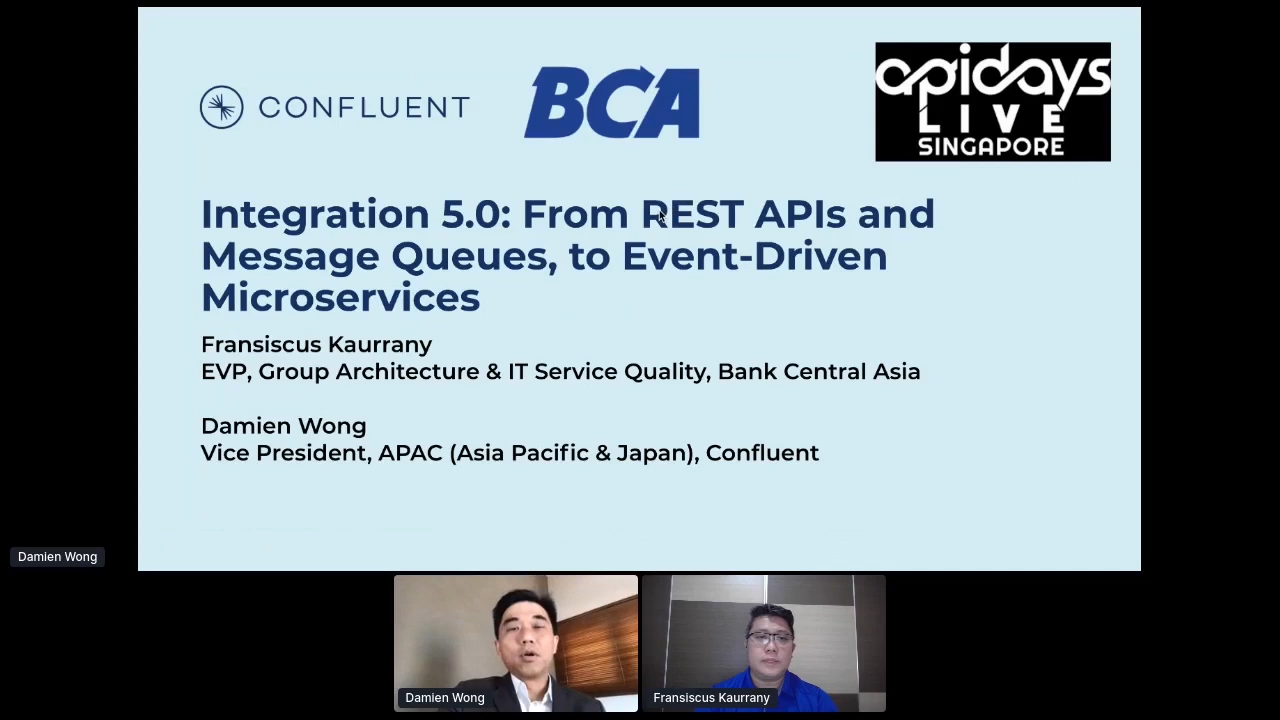 CONFLUENT
BCA
apidays
LIVE
SINGAPORE
Integration 5.0: From REST APIs and
Message Queues, to Event-Driven
Microservices
Fransiscus Kaurrany
EVP, Group Architecture & IT Service Quality, Bank Central Asia
Damien Wong
Vice President, APAC (Asia Pacific & Japan), Confluent
Damien Wong
Damien Wong
Fransiscus Kaurrany